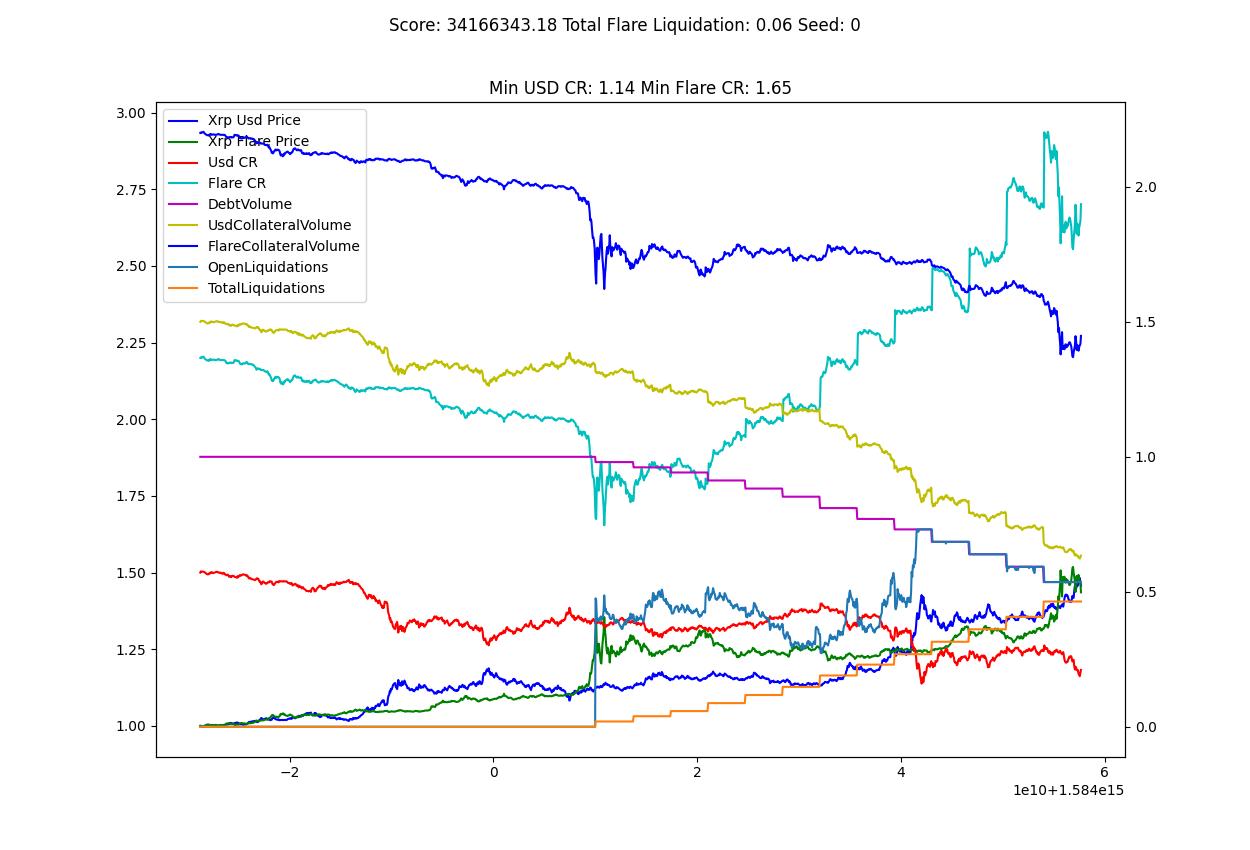 Score: 34166343.18 Total Flare Liquidation: 0.06 Seed: 0
Min USD CR: 1.14 Min Flare CR: 1.65
Xrp Usd Price
Xrp Flare Price
Usd CR
Flare CR
DebtVolume
UsdCollateralVolume
FlareCollateralVolume
OpenLiquidations
TotalLiquidations
3.00
2.75
2.50
2.25
2.00
1.75
1.50
1.25
1.00
2.0
1.5
1.0
0.5
0.0
−2 0 2 4 6
1e10+1.584e15